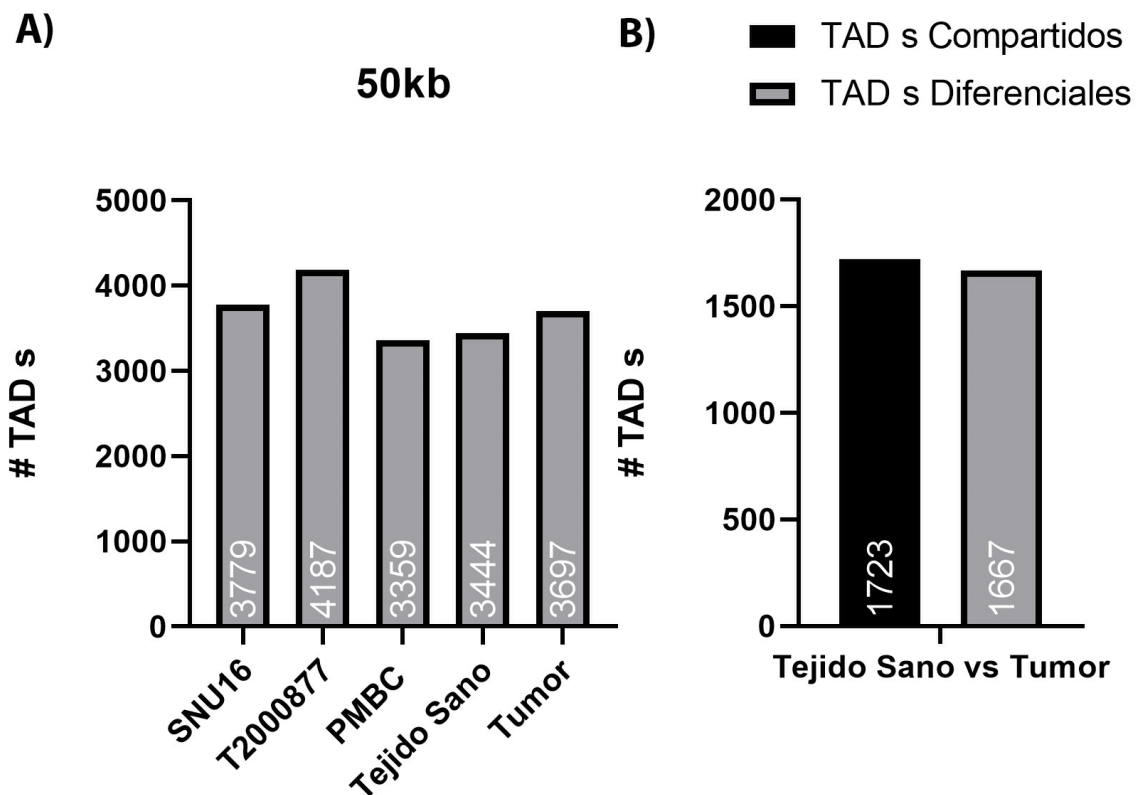 A)
50kb
# TAD s
5000
4000
3000
2000
1000
0
3779
4187
3359
3444
3697
SNU16
T2000877
PMBC
Tejido Sano
Tumor
B)
TAD s Compartidos
TAD s Diferenciales
# TAD s
2000
1500
1000
500
0
1723
1667
Tejido Sano vs Tumor